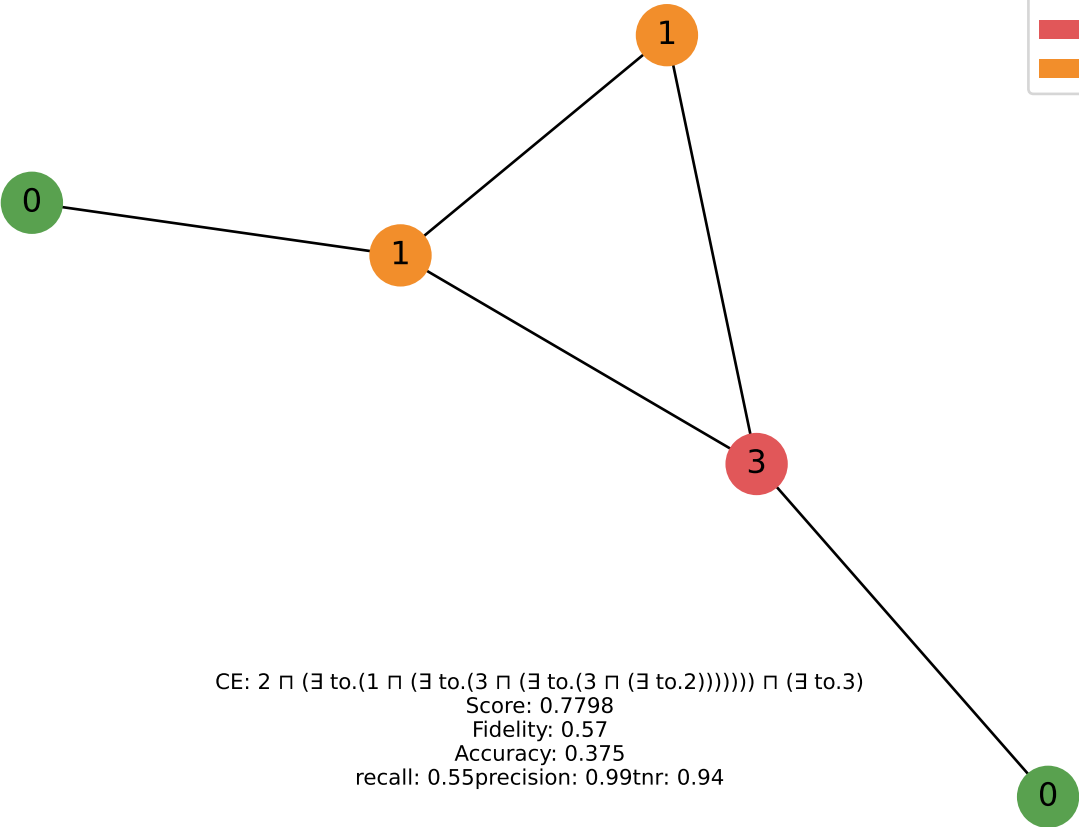 1
0
1
3
CE: 2 ⊓ (∃ to.(1 ⊓ (∃ to.(3 ⊓ (∃ to.(3 ⊓ (∃ to.2))))))) ⊓ (∃ to.3)
Score: 0.7798
Fidelity: 0.57
Accuracy: 0.375
recall: 0.55precision: 0.99tnr: 0.94
0